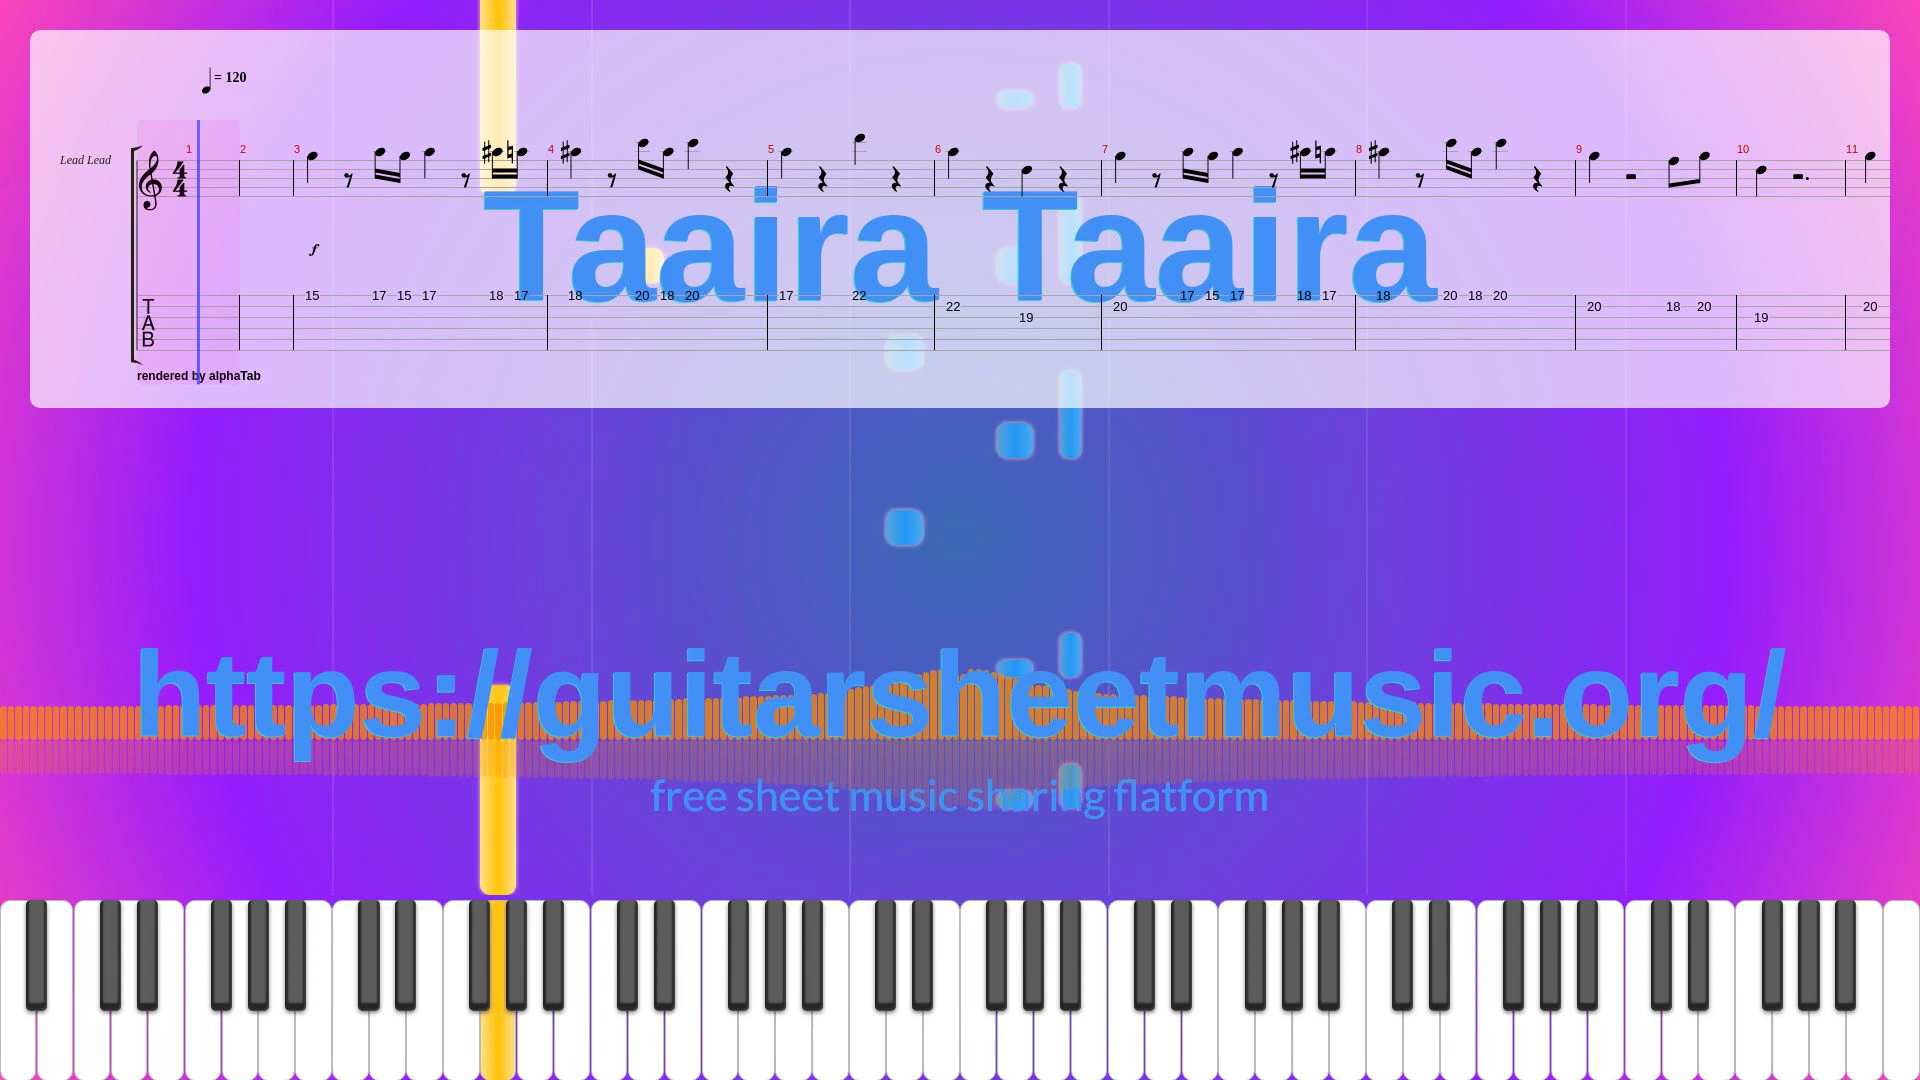 = 120
1 2 3 4 5 6 7 8 9 10 11
Lead Lead
4
4
f
Taaira Taaira
15 17 15 17 18 17 18 20 18 20 17 22 17 15 17 18 17 18 20 18 20
22 20 20 18 20 20
19 19
T
A
B
rendered by alphaTab
https://guitarsheetmusic.org/
free sheet music sharing flatform